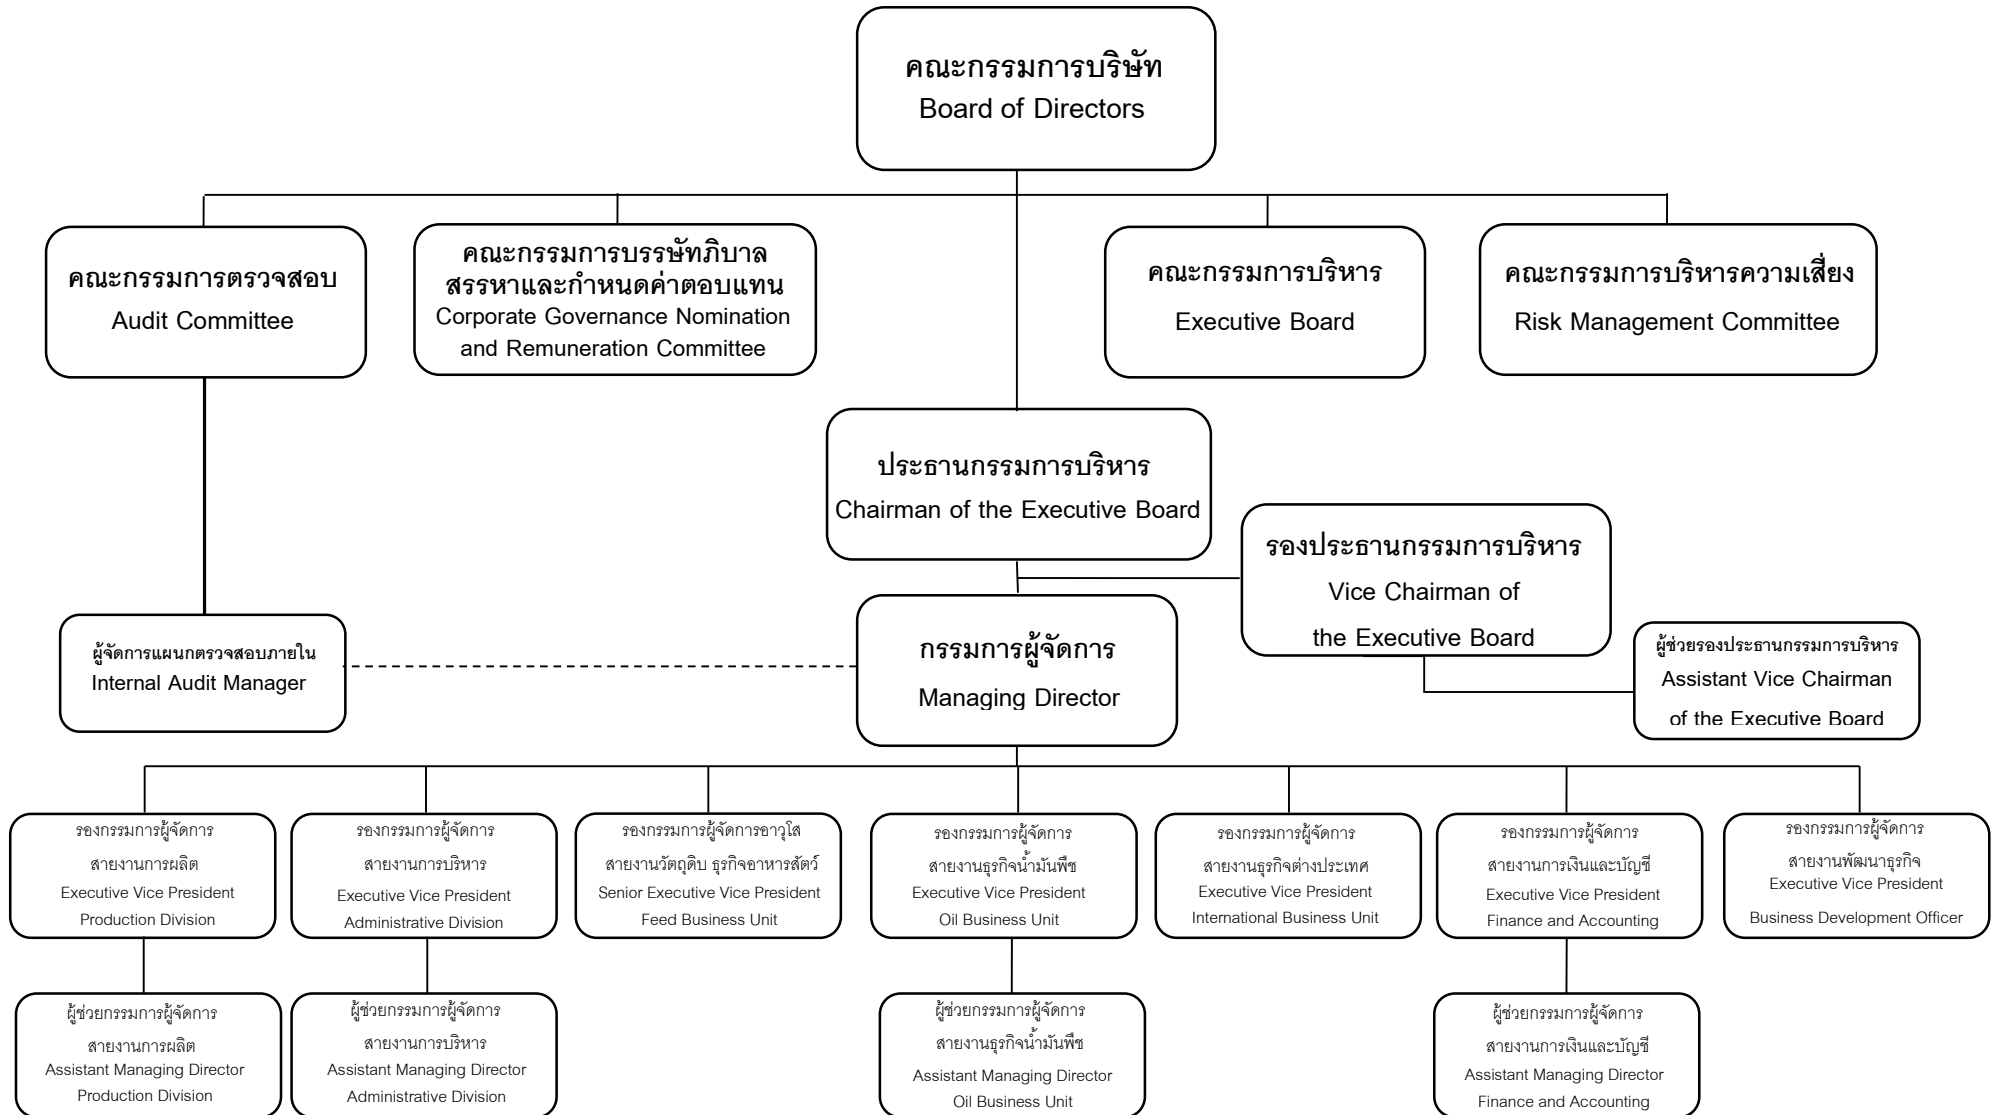 คณะกรรมการบริษัท
Board of Directors
คณะกรรมการตรวจสอบ
Audit Committee
คณะกรรมการบรรษัทภิบาล
สรรหาและกำหนดค่าตอบแทน
Corporate Governance Nomination
and Remuneration Committee
คณะกรรมการบริหาร
Executive Board
คณะกรรมการบริหารความเสี่ยง
Risk Management Committee
ประธานกรรมการบริหาร
Chairman of the Executive Board
รองประธานกรรมการบริหาร
Vice Chairman of
the Executive Board
ผู้จัดการแผนกตรวจสอบภายใน
Internal Audit Manager
กรรมการผู้จัดการ
Managing Director
ผู้ช่วยรองประธานกรรมการบริหาร
Assistant Vice Chairman
of the Executive Board
รองกรรมการผู้จัดการ
สายงานการผลิต
Executive Vice President
Production Division
รองกรรมการผู้จัดการ
สายงานการบริหาร
Executive Vice President
Administrative Division
รองกรรมการผู้จัดการอาวุโส
สายงานวัตถุดิบ ธุรกิจอาหารสัตว์
Senior Executive Vice President
Feed Business Unit
รองกรรมการผู้จัดการ
สายงานธุรกิจน้ำมันพืช
Executive Vice President
Oil Business Unit
รองกรรมการผู้จัดการ
สายงานธุรกิจต่างประเทศ
Executive Vice President
International Business Unit
รองกรรมการผู้จัดการ
สายงานการเงินและบัญชี
Executive Vice President
Finance and Accounting
รองกรรมการผู้จัดการ
สายงานพัฒนาธุรกิจ
Executive Vice President
Business Development Officer
ผู้ช่วยกรรมการผู้จัดการ
สายงานการผลิต
Assistant Managing Director
Production Division
ผู้ช่วยกรรมการผู้จัดการ
สายงานการบริหาร
Assistant Managing Director
Administrative Division
ผู้ช่วยกรรมการผู้จัดการ
สายงานธุรกิจน้ำมันพืช
Assistant Managing Director
Oil Business Unit
ผู้ช่วยกรรมการผู้จัดการ
สายงานการเงินและบัญชี
Assistant Managing Director
Finance and Accounting